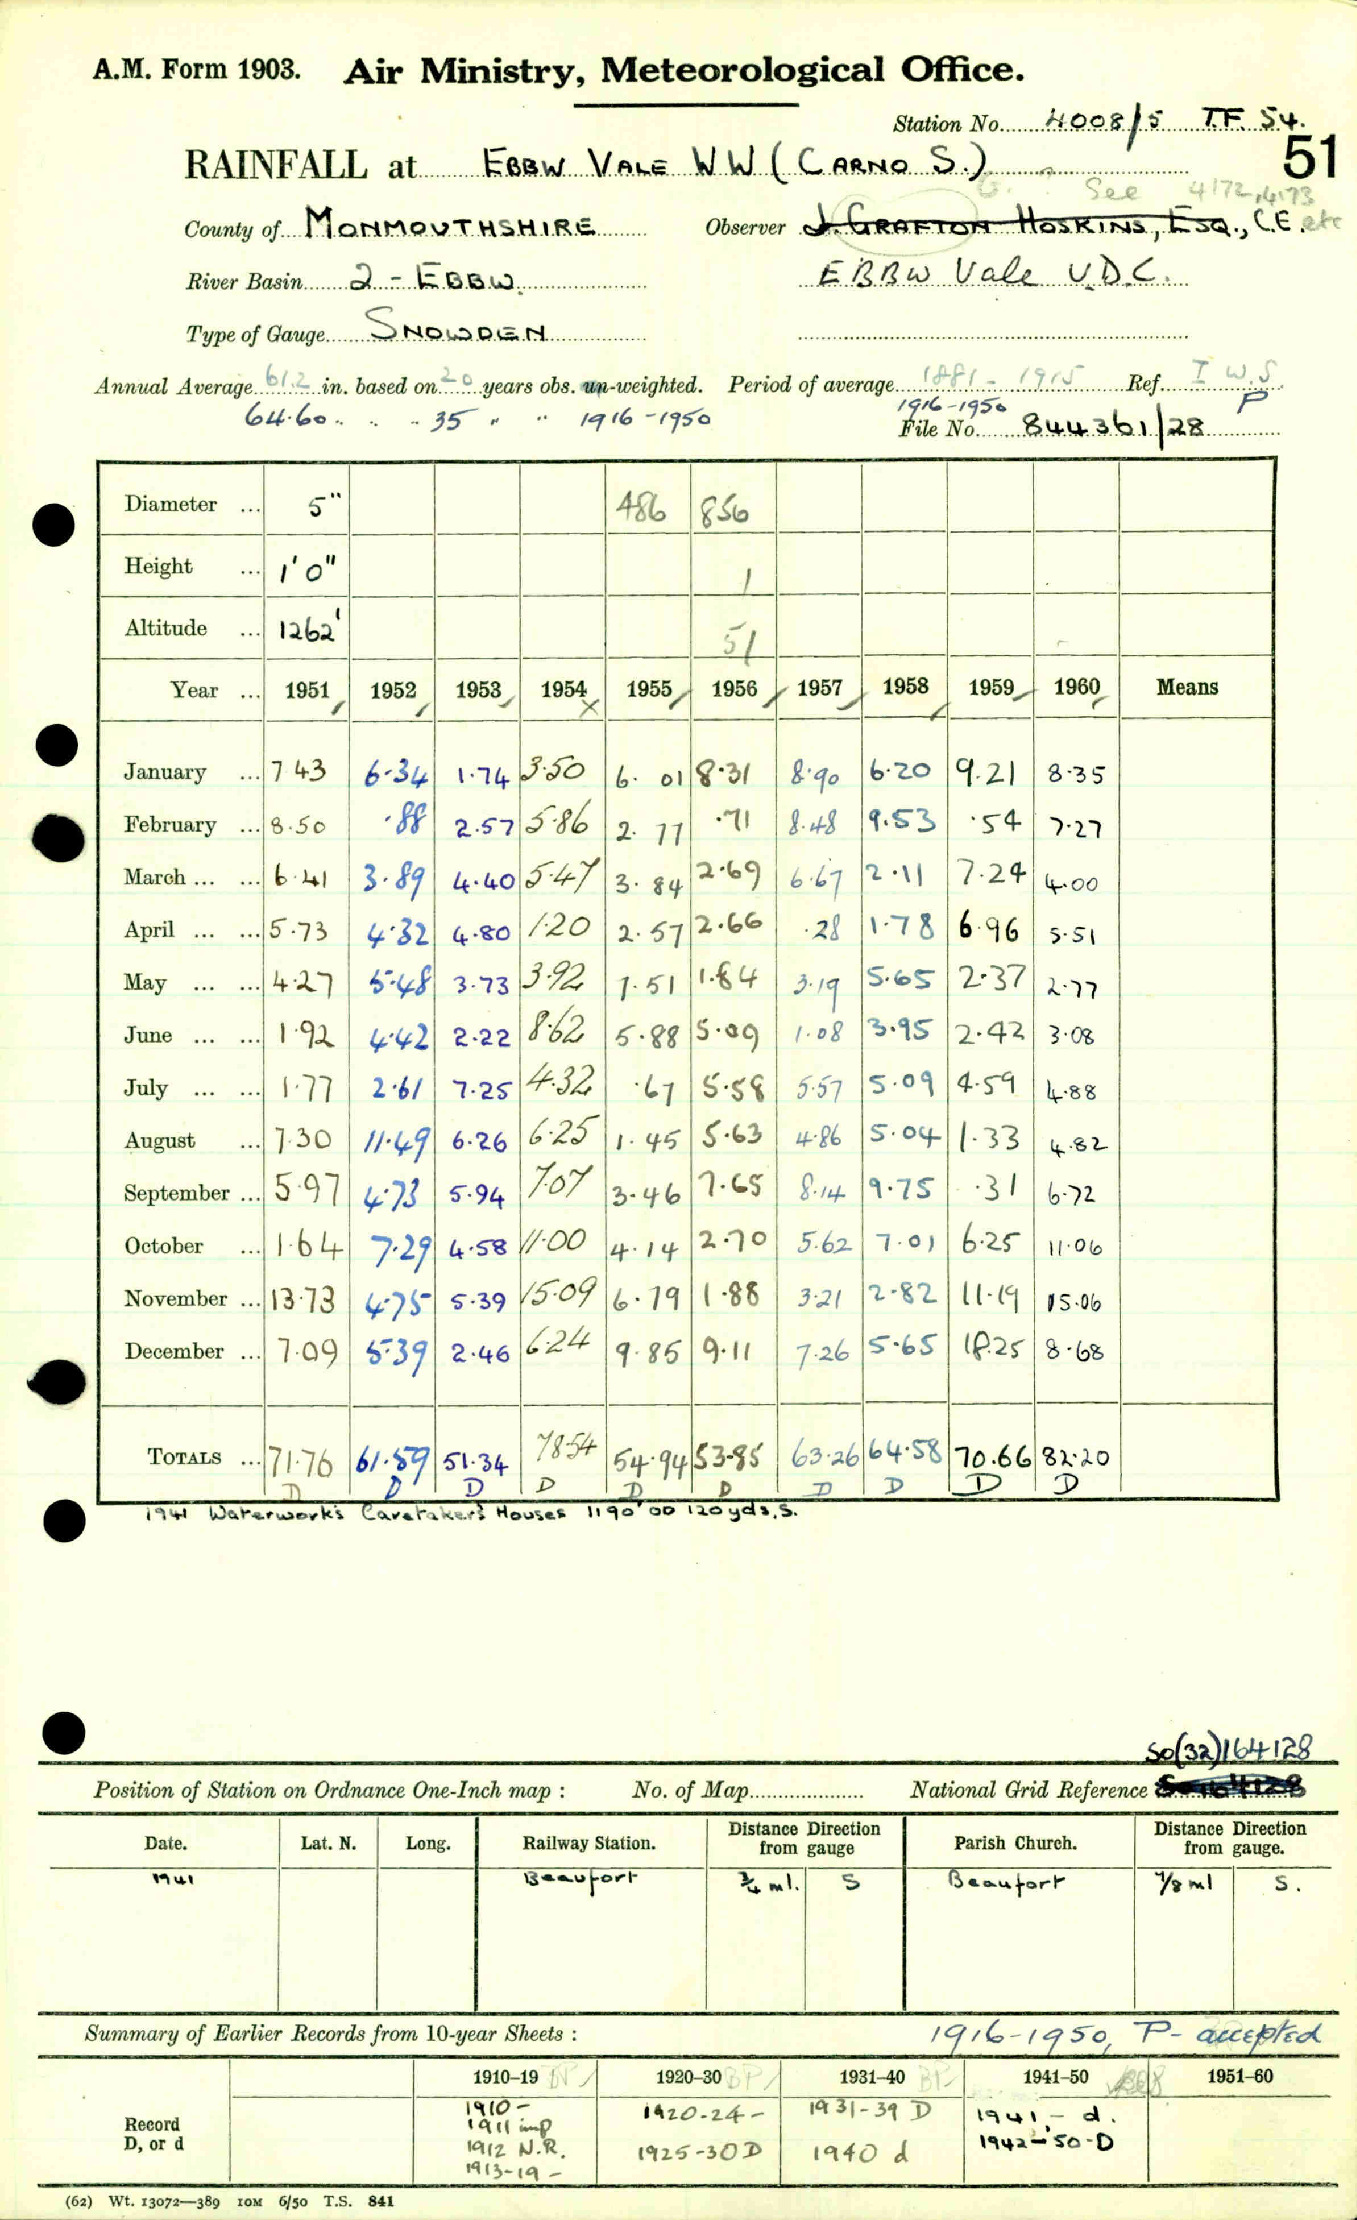 A.M. Form 1903. Air Ministry, Meteorological Office.
Station No. 4008/5 T.F. 54.
51
RAINFALL at EBBW VALE WW (CARNO S.)
G. ? See 4172, 4173 etc
County of MONMOUTHSHIRE Observer J. GRAFTON HOSKINS, ESQ., C.E.
River Basin 2 - EBBW. EBBW Vale U.D.C.
Type of Gauge SNOWDEN
Annual Average 61.2 in. based on 20 years obs. un-weighted. Period of average 1881 - 1915 Ref. I W.S.
64.60 " " " 35 " " 1916-1950 1916-1950 P
File No. 844361/28
Diameter ... 5" 486 856
Height ... 1'0" 1
Altitude ... 1262' 51
Year ... 1951 1952 1953 1954 1955 1956 1957 1958 1959 1960 Means
January ... 7.43 6.34 1.74 3.50 6.01 8.31 8.90 6.20 9.21 8.35
February ... 8.50 .88 2.57 5.86 2.77 .71 8.48 9.53 .54 7.27
March ... ... 6.41 3.89 4.40 5.47 3.84 2.69 6.67 2.11 7.24 4.00
April ... ... 5.73 4.32 4.80 1.20 2.57 2.66 .28 1.78 6.96 5.51
May ... ... 4.27 5.48 3.73 3.92 7.51 1.84 3.19 5.65 2.37 2.77
June ... ... 1.92 4.42 2.22 8.62 5.88 5.09 1.08 3.95 2.42 3.08
July ... ... 1.77 2.61 7.25 4.32 .67 5.58 5.57 5.09 4.59 4.88
August ... 7.30 11.49 6.26 6.25 1.45 5.63 4.86 5.04 1.33 4.82
September ... 5.97 4.73 5.94 7.07 3.46 7.65 8.14 9.75 .31 6.72
October ... 1.64 7.29 4.58 11.00 4.14 2.70 5.62 7.01 6.25 11.06
November ... 13.73 4.75 5.39 15.09 6.79 1.88 3.21 2.82 11.19 15.06
December ... 7.09 5.39 2.46 6.24 9.85 9.11 7.26 5.65 18.25 8.68
TOTALS ... 71.76 61.59 51.34 78.54 54.94 53.85 63.26 64.58 70.66 82.20
D D D D D D D D D D
1941 Waterworks Caretaker's Houses 1190'00 120yds, S.
SO(32)164128
Position of Station on Ordnance One-Inch map : No. of Map National Grid Reference
Date. Lat. N. Long. Railway Station. Distance Direction from gauge Parish Church. Distance Direction from gauge.
1941 Beaufort ¾ ml. S Beaufort 7/8 ml S.
Summary of Earlier Records from 10-year Sheets : 1916-1950, P- accepted
1910–19 1920–30 BP 1931–40 BP 1941–50 1951–60
Record D, or d
1910 - 1920-24 - 1931-39 D 1941, - d.
1911 imp
1912 N.R. 1925-30 D 1940 d 1942-'50-D
1913-19 -
(62) Wt. 13072—389 10M 6/50 T.S. 841